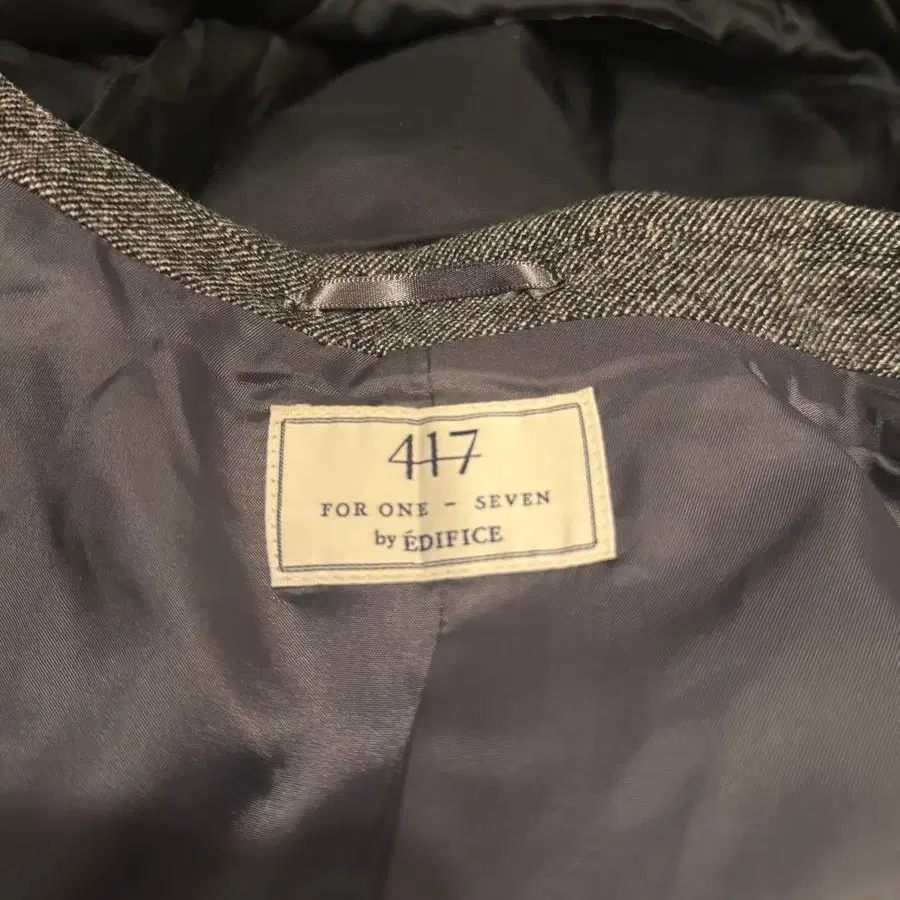 417
FOR ONE - SEVEN
by ÉDIFICE